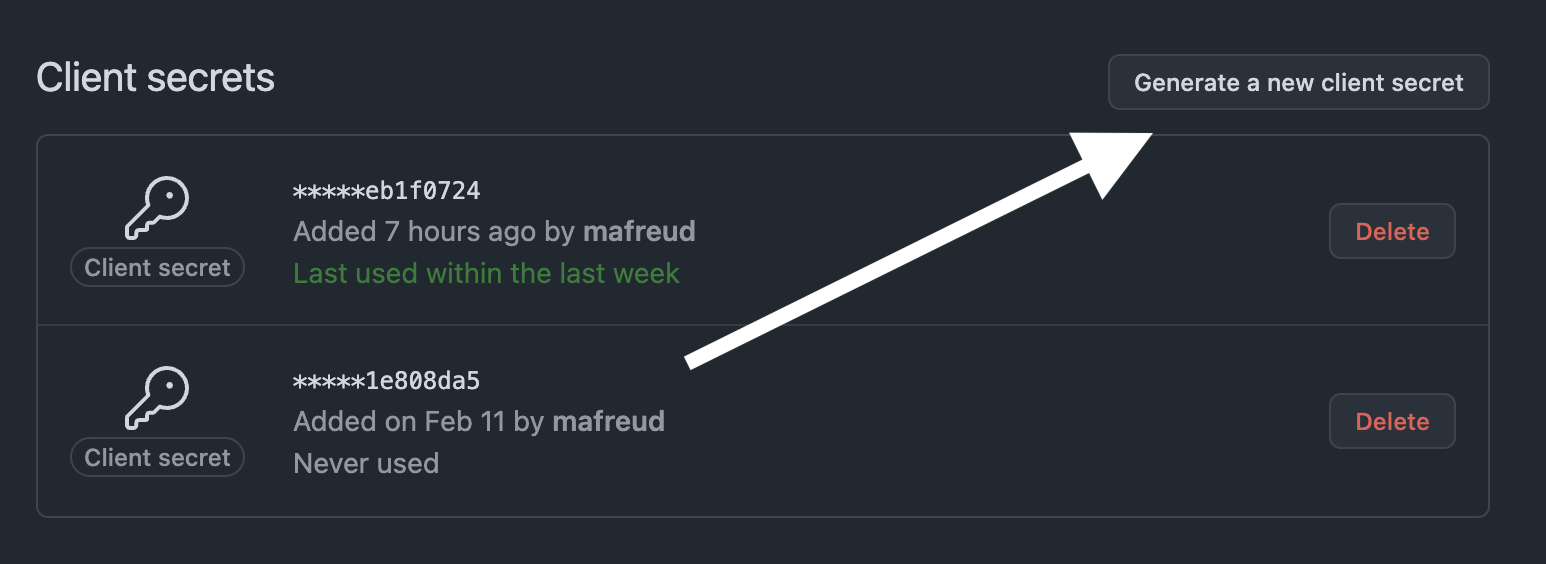 Client secrets
Generate a new client secret
*****eb1f0724
Added 7 hours ago by mafreud
Last used within the last week
Client secret
Delete
*****1e808da5
Added on Feb 11 by mafreud
Never used
Client secret
Delete